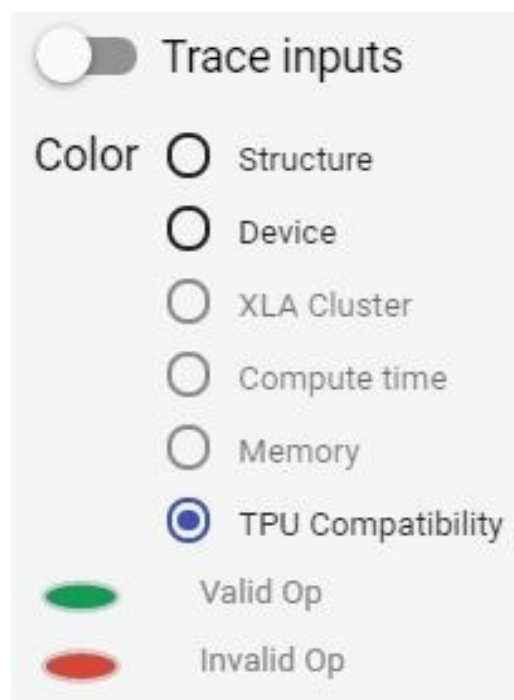 Trace inputs
Color Structure
Device
XLA Cluster
Compute time
Memory
TPU Compatibility
Valid Op
Invalid Op